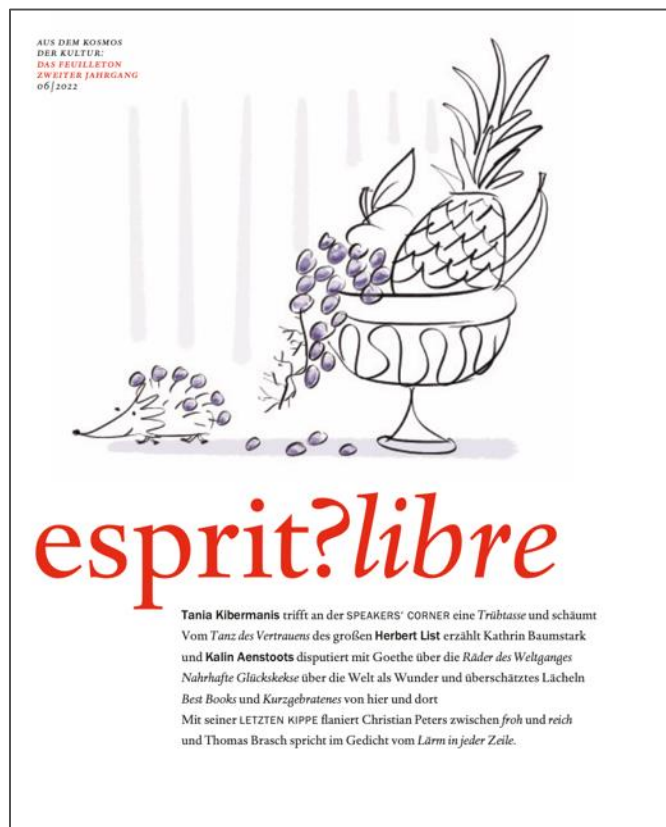 AUS DEM KOSMOS
DER KULTUR:
DAS FEUILLETON
ZWEITER JAHRGANG
06|2022
esprit?libre
Tania Kibermanis trifft an der SPEAKERS' CORNER eine Trübtasse und schäumt
Vom Tanz des Vertrauens des großen Herbert List erzählt Kathrin Baumstark
und Kalin Aenstoots disputiert mit Goethe über die Räder des Weltganges
Nahrhafte Glückskekse über die Welt als Wunder und überschätztes Lächeln
Best Books und Kurzgebratenes von hier und dort
Mit seiner LETZTEN KIPPE flaniert Christian Peters zwischen froh und reich
und Thomas Brasch spricht im Gedicht vom Lärm in jeder Zeile.